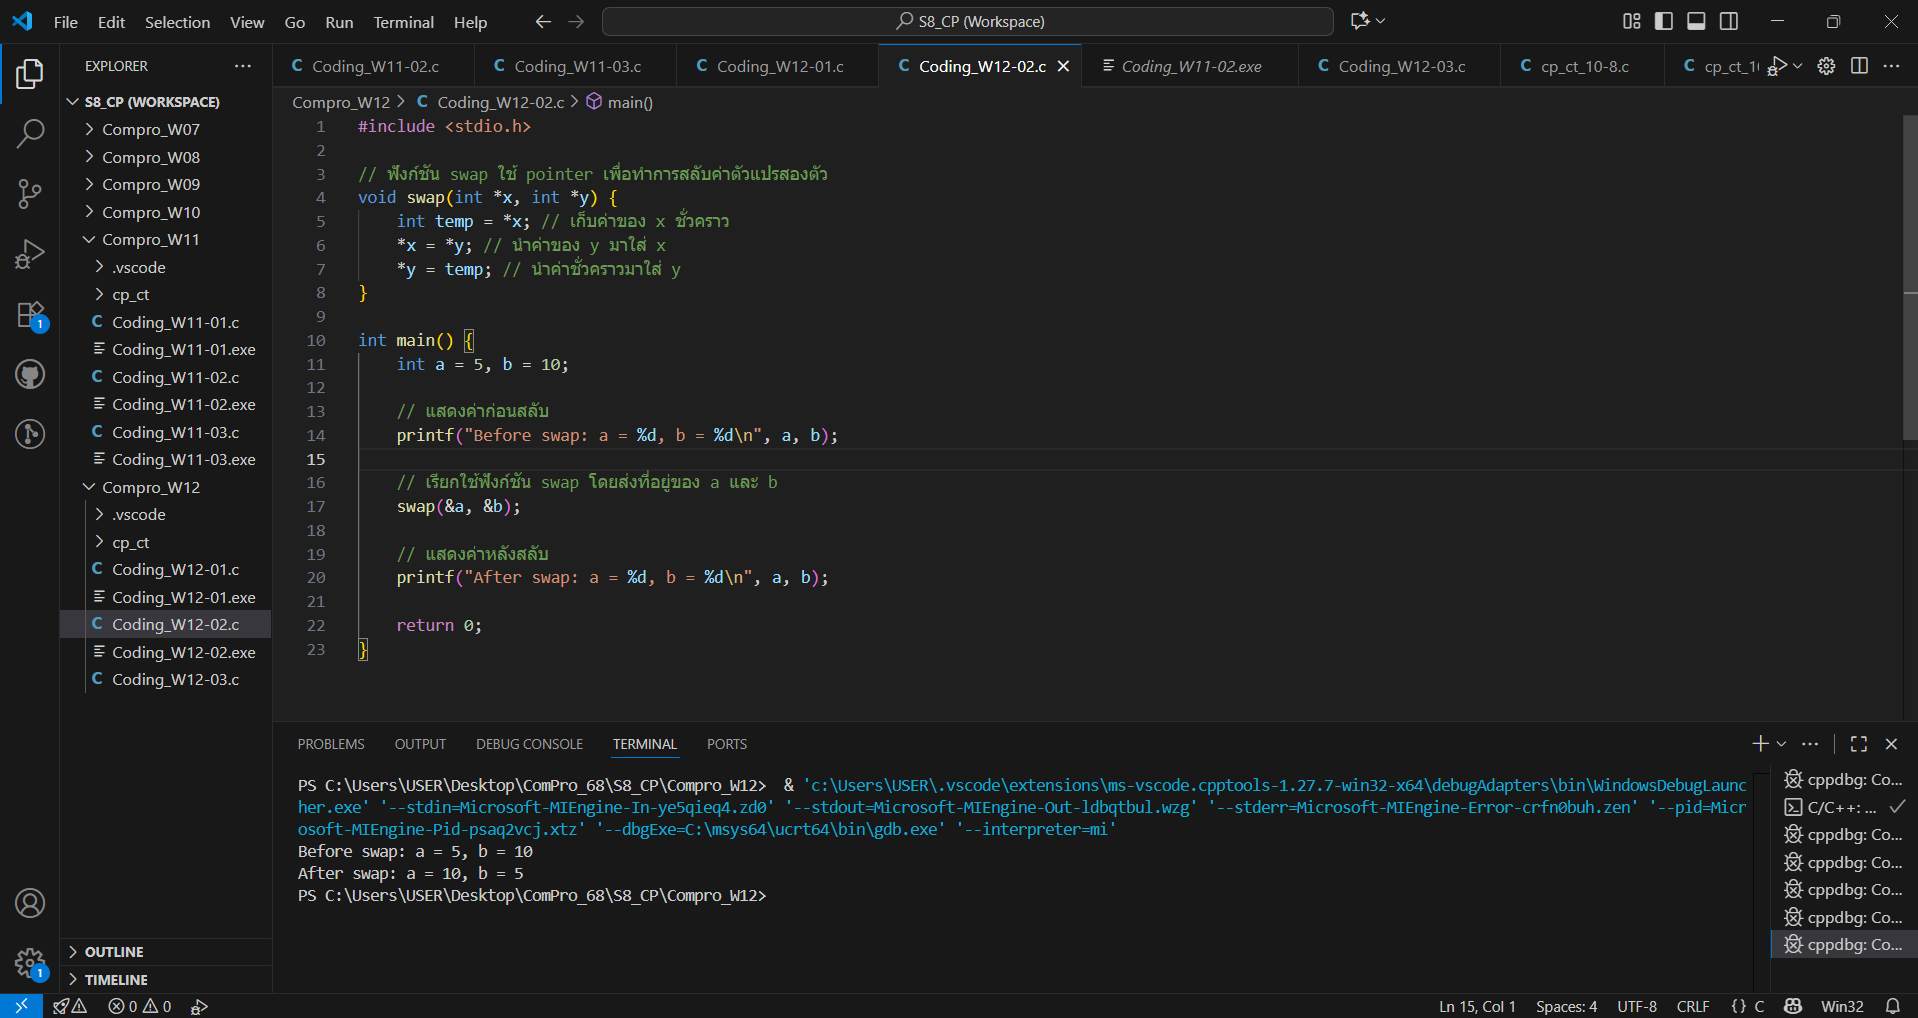 File Edit Selection View Go Run Terminal Help
S8_CP (Workspace)
EXPLORER
S8_CP (WORKSPACE)
Compro_W07
Compro_W08
Compro_W09
Compro_W10
Compro_W11
.vscode
cp_ct
C Coding_W11-01.c
Coding_W11-01.exe
C Coding_W11-02.c
Coding_W11-02.exe
C Coding_W11-03.c
Coding_W11-03.exe
Compro_W12
.vscode
cp_ct
C Coding_W12-01.c
Coding_W12-01.exe
C Coding_W12-02.c
Coding_W12-02.exe
C Coding_W12-03.c
OUTLINE
TIMELINE
1
1
C Coding_W11-02.c C Coding_W11-03.c C Coding_W12-01.c C Coding_W12-02.c Coding_W11-02.exe C Coding_W12-03.c C cp_ct_10-8.c C cp_ct_1
Compro_W12 > C Coding_W12-02.c > main()
1 #include <stdio.h>
2
3 // ฟังก์ชัน swap ใช้ pointer เพื่อทำการสลับค่าตัวแปรสองตัว
4 void swap(int *x, int *y) {
5 int temp = *x; // เก็บค่าของ x ชั่วคราว
6 *x = *y; // นำค่าของ y มาใส่ x
7 *y = temp; // นำค่าชั่วคราวมาใส่ y
8 }
9
10 int main() {
11 int a = 5, b = 10;
12
13 // แสดงค่าก่อนสลับ
14 printf("Before swap: a = %d, b = %d\n", a, b);
15
16 // เรียกใช้ฟังก์ชัน swap โดยส่งที่อยู่ของ a และ b
17 swap(&a, &b);
18
19 // แสดงค่าหลังสลับ
20 printf("After swap: a = %d, b = %d\n", a, b);
21
22 return 0;
23 }
PROBLEMS OUTPUT DEBUG CONSOLE TERMINAL PORTS
PS C:\Users\USER\Desktop\ComPro_68\S8_CP\Compro_W12>  & 'c:\Users\USER\.vscode\extensions\ms-vscode.cpptools-1.27.7-win32-x64\debugAdapters\bin\WindowsDebugLaunc
her.exe' '--stdin=Microsoft-MIEngine-In-ye5qieq4.zd0' '--stdout=Microsoft-MIEngine-Out-ldbqtbul.wzg' '--stderr=Microsoft-MIEngine-Error-crfn0buh.zen' '--pid=Micr
osoft-MIEngine-Pid-psaq2vcj.xtz' '--dbgExe=C:\msys64\ucrt64\bin\gdb.exe' '--interpreter=mi'
Before swap: a = 5, b = 10
After swap: a = 10, b = 5
PS C:\Users\USER\Desktop\ComPro_68\S8_CP\Compro_W12>
cppdbg: Co...
C/C++: ...
cppdbg: Co...
cppdbg: Co...
cppdbg: Co...
cppdbg: Co...
cppdbg: Co...
0 0 Ln 15, Col 1 Spaces: 4 UTF-8 CRLF {} C Win32